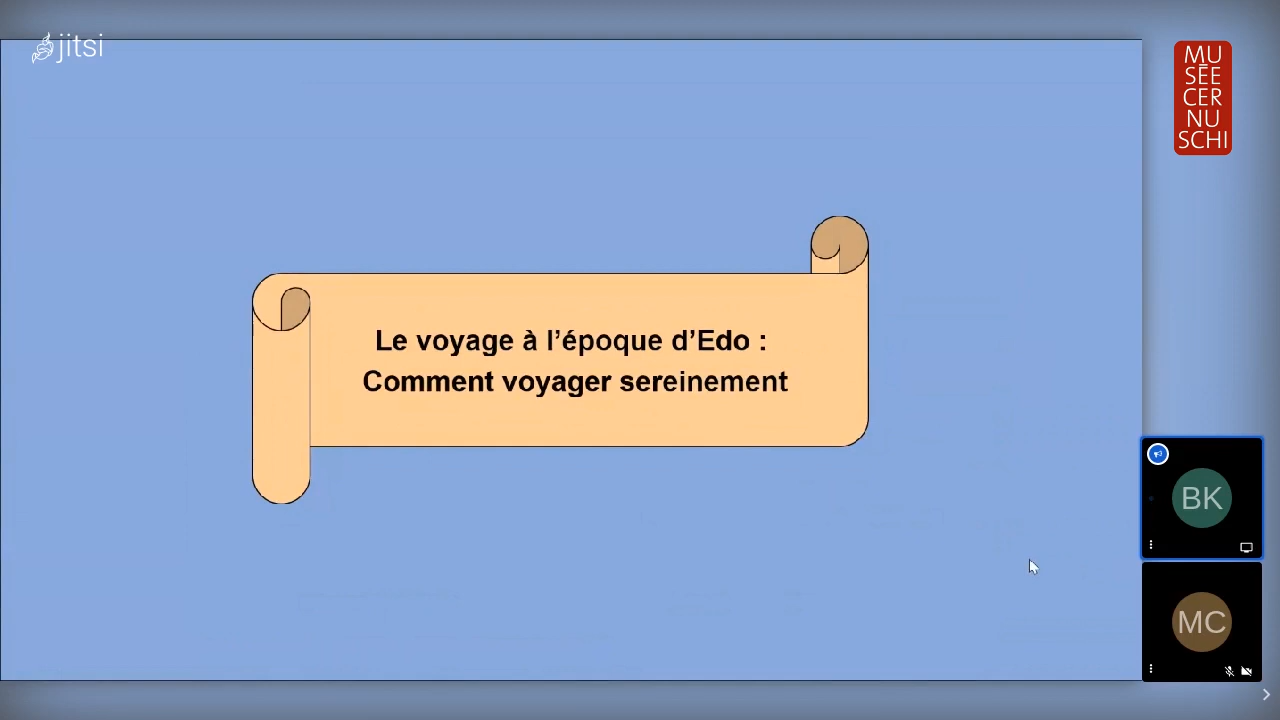 jitsi
MU
SÉE
CER
NU
SCHI
Le voyage à l’époque d’Edo :
Comment voyager sereinement
BK
MC